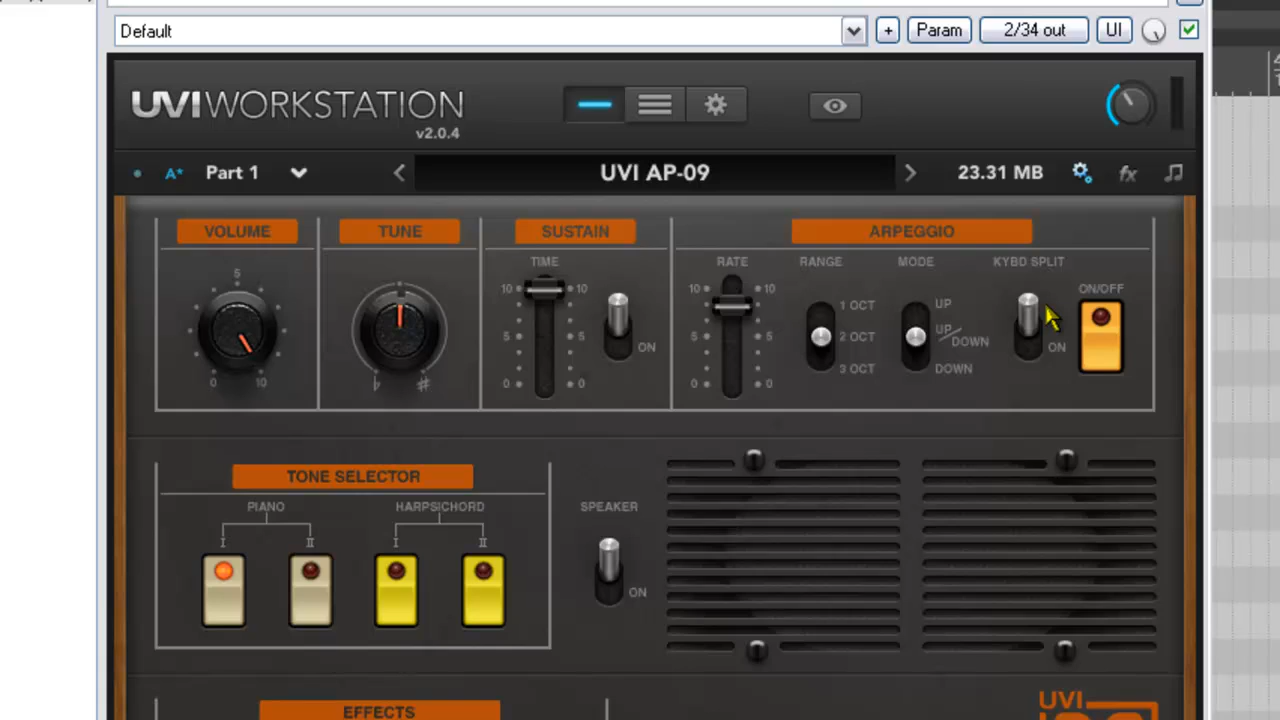 Default
+
Param
2/34 out
UI
UVIWORKSTATION
v2.0.4
A*
Part 1
UVI AP-09
23.31 MB
fx
VOLUME
TUNE
SUSTAIN
ARPEGGIO
TIME
RATE
RANGE
MODE
KYBD SPLIT
5
0
10
♭
♯
10
10
5
5
0
0
ON
10
10
5
5
0
0
1 OCT
2 OCT
3 OCT
UP
UP/DOWN
DOWN
ON
ON/OFF
TONE SELECTOR
PIANO
HARPSICHORD
I
II
I
II
SPEAKER
ON
EFFECTS
UVI